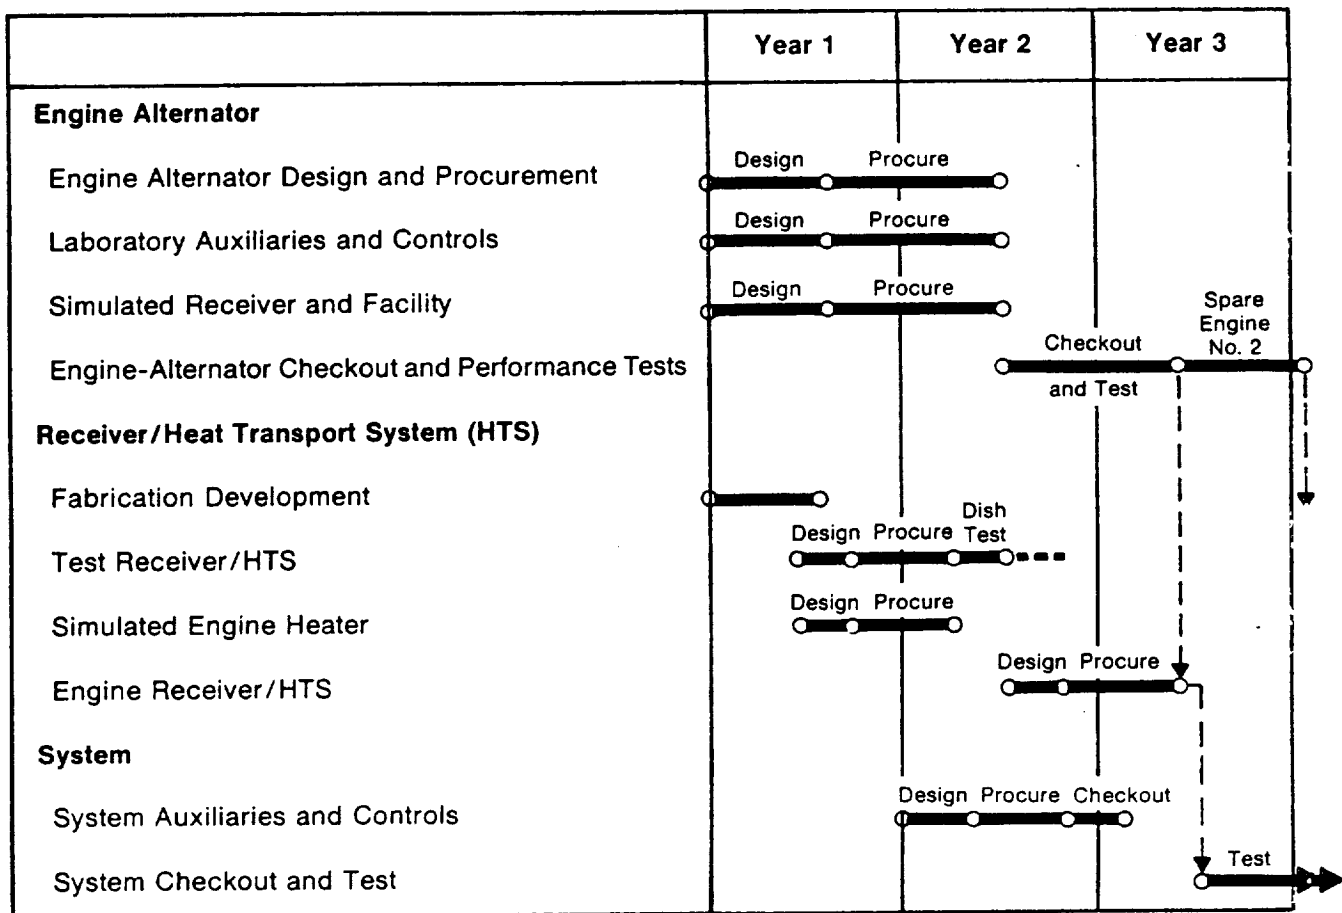 Year 1 Year 2 Year 3
Engine Alternator
Design Procure
Engine Alternator Design and Procurement
Design Procure
Laboratory Auxiliaries and Controls
Design Procure
Simulated Receiver and Facility
Spare
Engine
No. 2
Checkout
Engine-Alternator Checkout and Performance Tests
and Test
Receiver/Heat Transport System (HTS)
Fabrication Development
Dish
Design Procure Test
Test Receiver/HTS
Design Procure
Simulated Engine Heater
Design Procure
Engine Receiver/HTS
System
Design Procure Checkout
System Auxiliaries and Controls
Test
System Checkout and Test